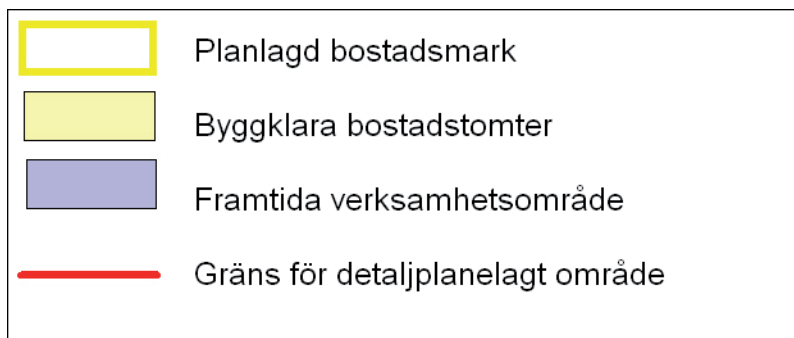 Planlagd bostadsmark
Byggklara bostadstomter
Framtida verksamhetsområde
Gräns för detaljplanelagt område